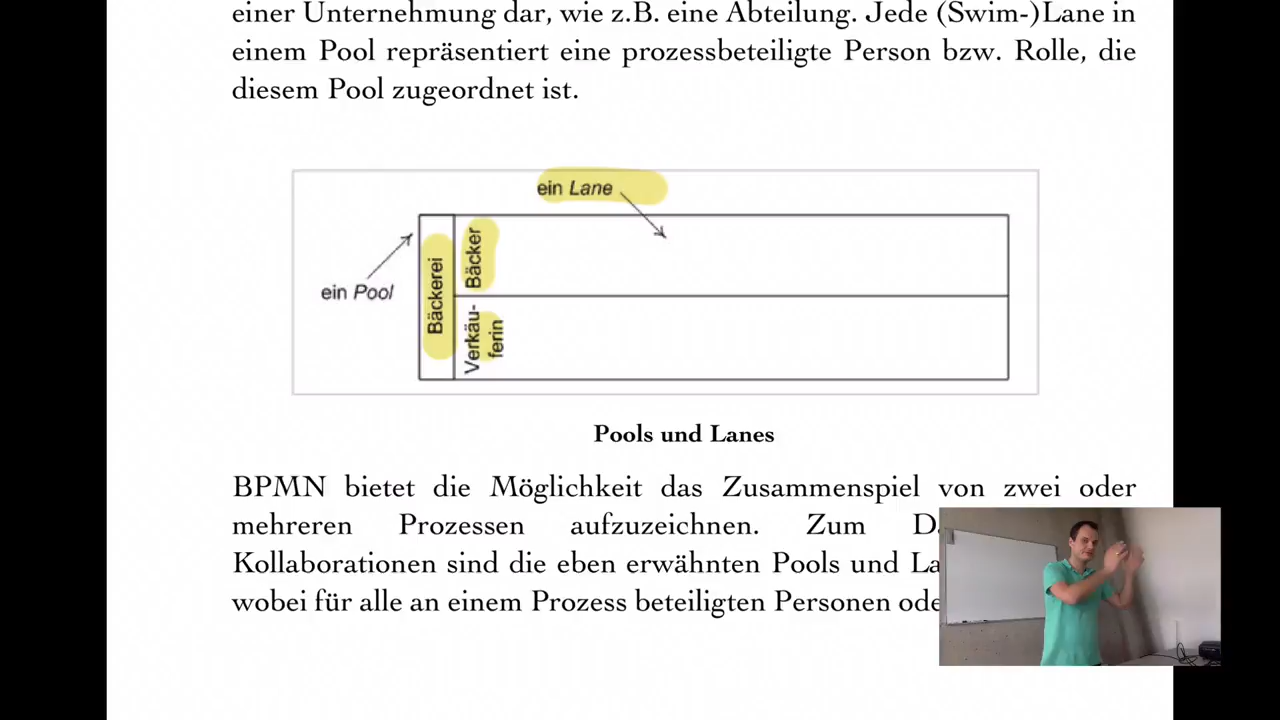 einer Unternehmung dar, wie z.B. eine Abteilung. Jede (Swim-)Lane in
einem Pool repräsentiert eine prozessbeteiligte Person bzw. Rolle, die
diesem Pool zugeordnet ist.
ein Lane
ein Pool
Bäckerei
Bäcker
Verkäu-
ferin
Pools und Lanes
BPMN bietet die Möglichkeit das Zusammenspiel von zwei oder
mehreren Prozessen aufzuzeichnen. Zum
Kollaborationen sind die eben erwähnten Pools und
wobei für alle an einem Prozess beteiligten Personen